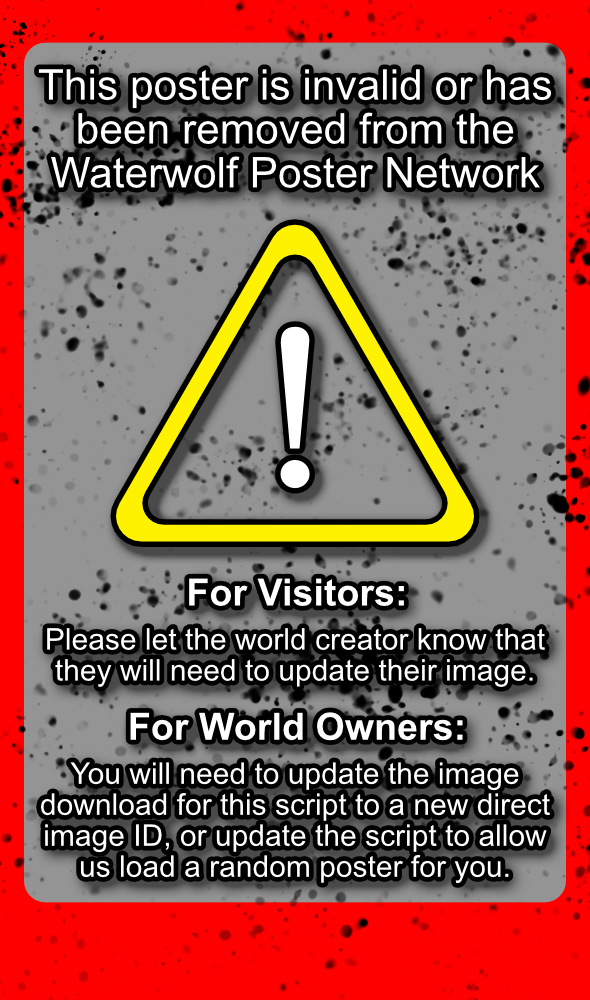 This poster is invalid or has
been removed from the
Waterwolf Poster Network
!
For Visitors:
Please let the world creator know that
they will need to update their image.
For World Owners:
You will need to update the image
download for this script to a new direct
image ID, or update the script to allow
us load a random poster for you.